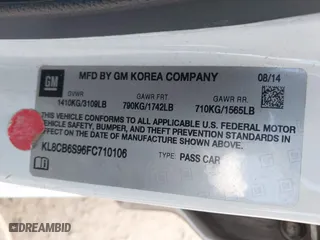 GM
MFD BY GM KOREA COMPANY 08/14
GVWR GAWR FRT GAWR RR.
1410KG/3109LB 790KG/1742LB 710KG/1565LB
THIS VEHICLE CONFORMS TO ALL APPLICABLE U.S. FEDERAL MOTOR
VEHICLE SAFETY, BUMPER, AND THEFT PREVENTION STANDARDS IN EFFECT
ON THE DATE OF MANUFACTURE SHOWN ABOVE.
KL8CB6S96FC710106 TYPE: PASS CAR